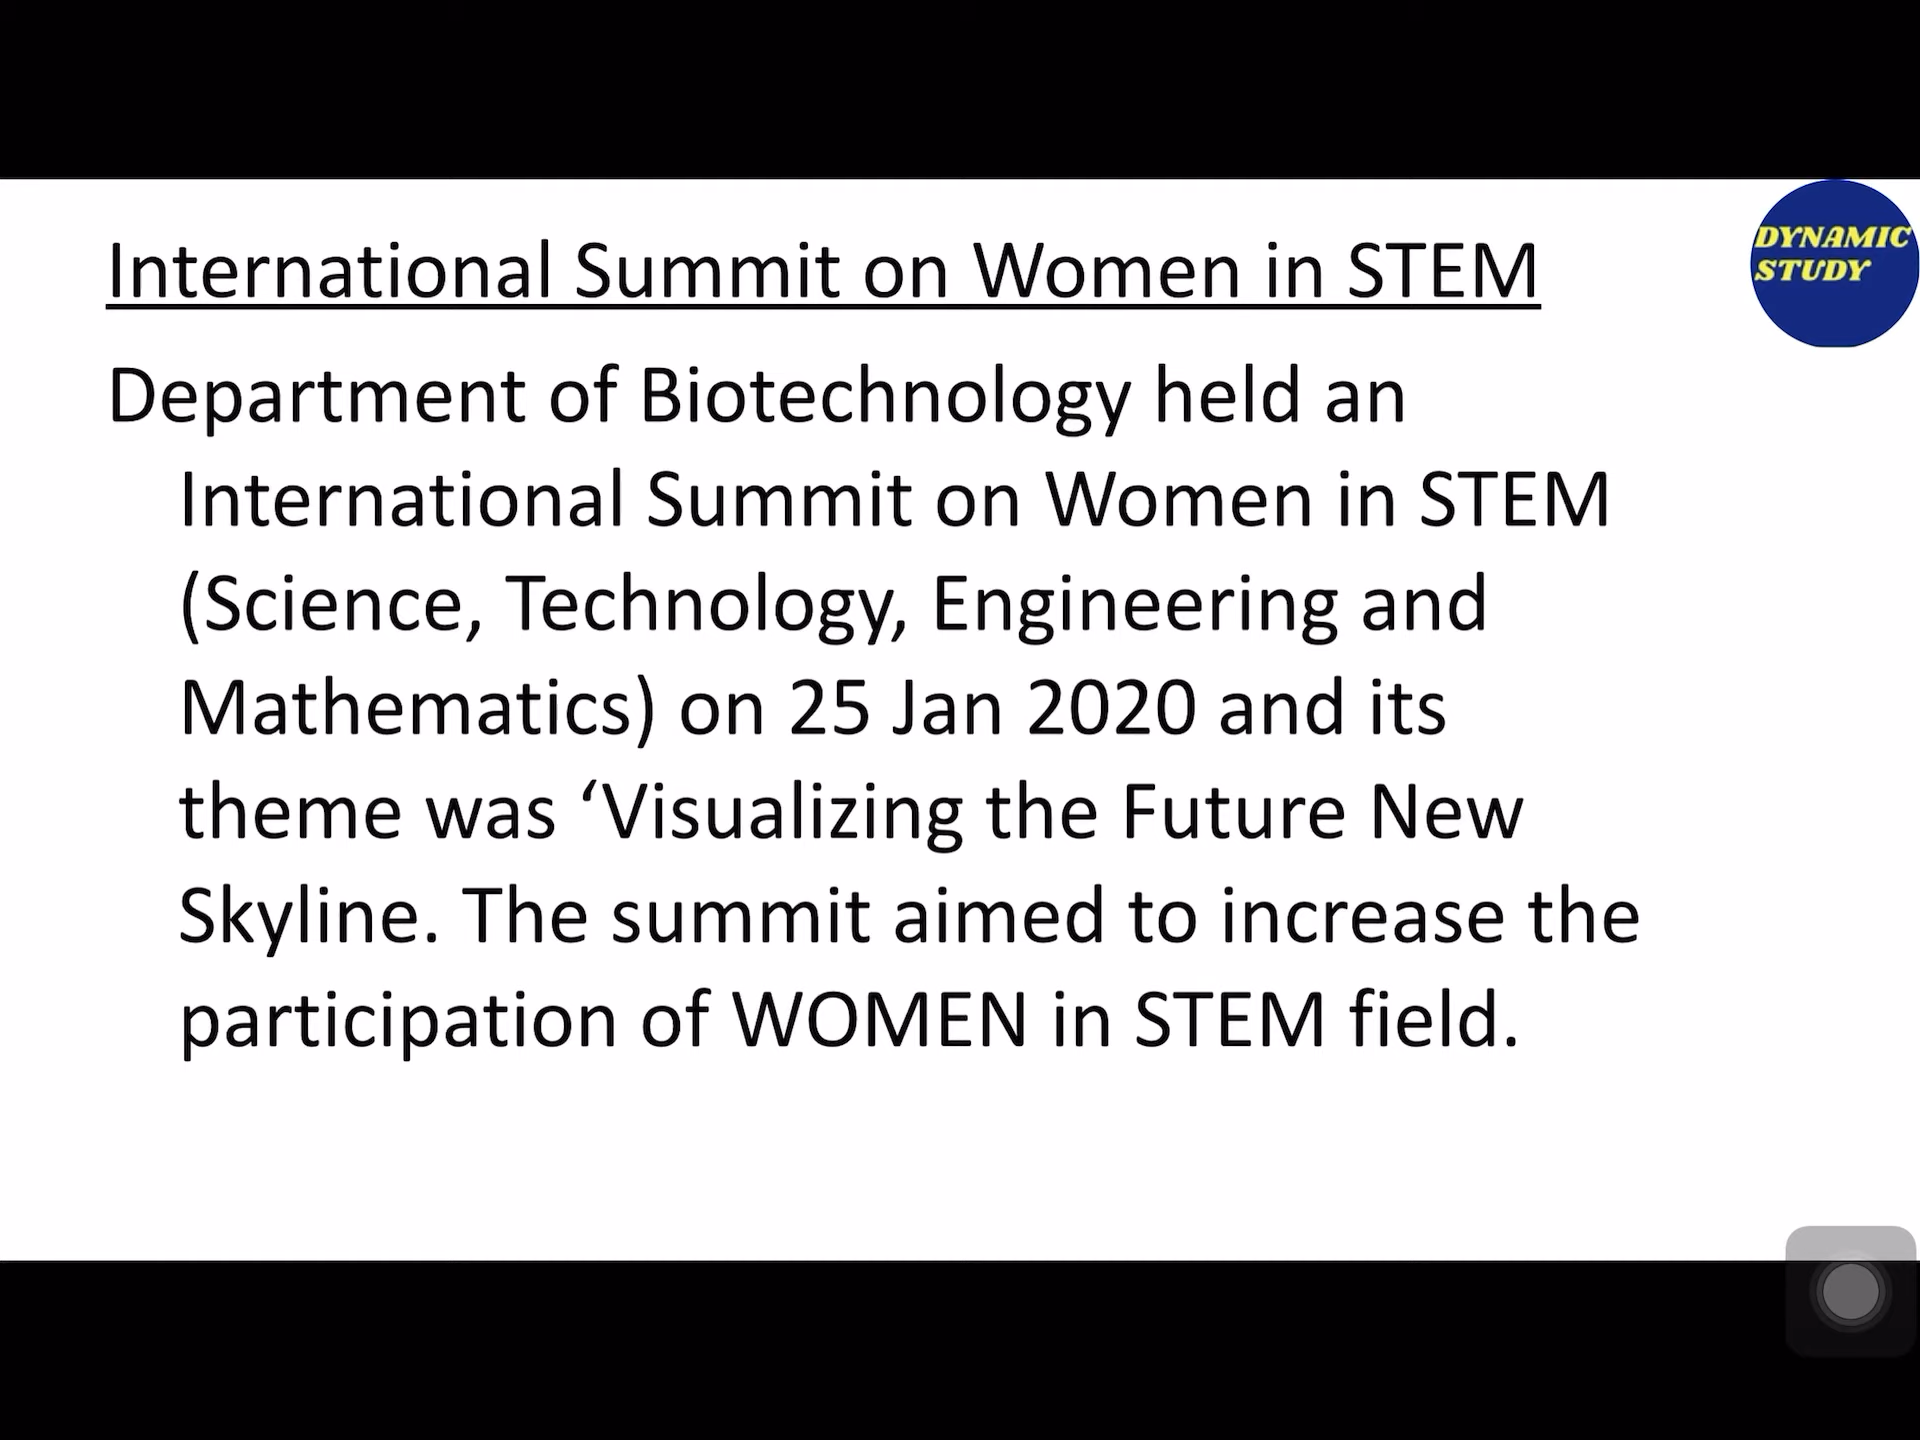 International Summit on Women in STEM
DYNAMIC
STUDY
Department of Biotechnology held an
International Summit on Women in STEM
(Science, Technology, Engineering and
Mathematics) on 25 Jan 2020 and its
theme was ‘Visualizing the Future New
Skyline. The summit aimed to increase the
participation of WOMEN in STEM field.